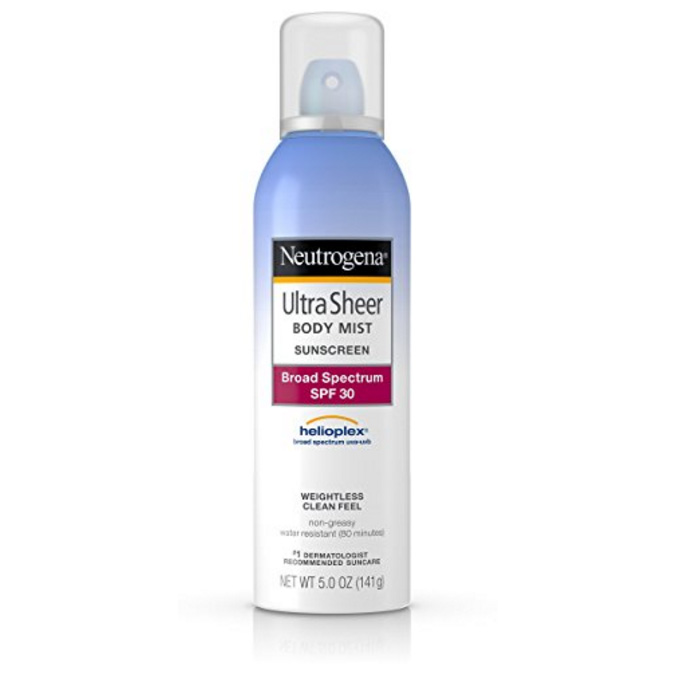 Neutrogena®
Ultra Sheer
BODY MIST
SUNSCREEN
Broad Spectrum
SPF 30
helioplex®
broad spectrum uva•uvb
WEIGHTLESS
CLEAN FEEL
non-greasy
water resistant (80 minutes)
#1 DERMATOLOGIST
RECOMMENDED SUNCARE
NET WT 5.0 OZ (141g)